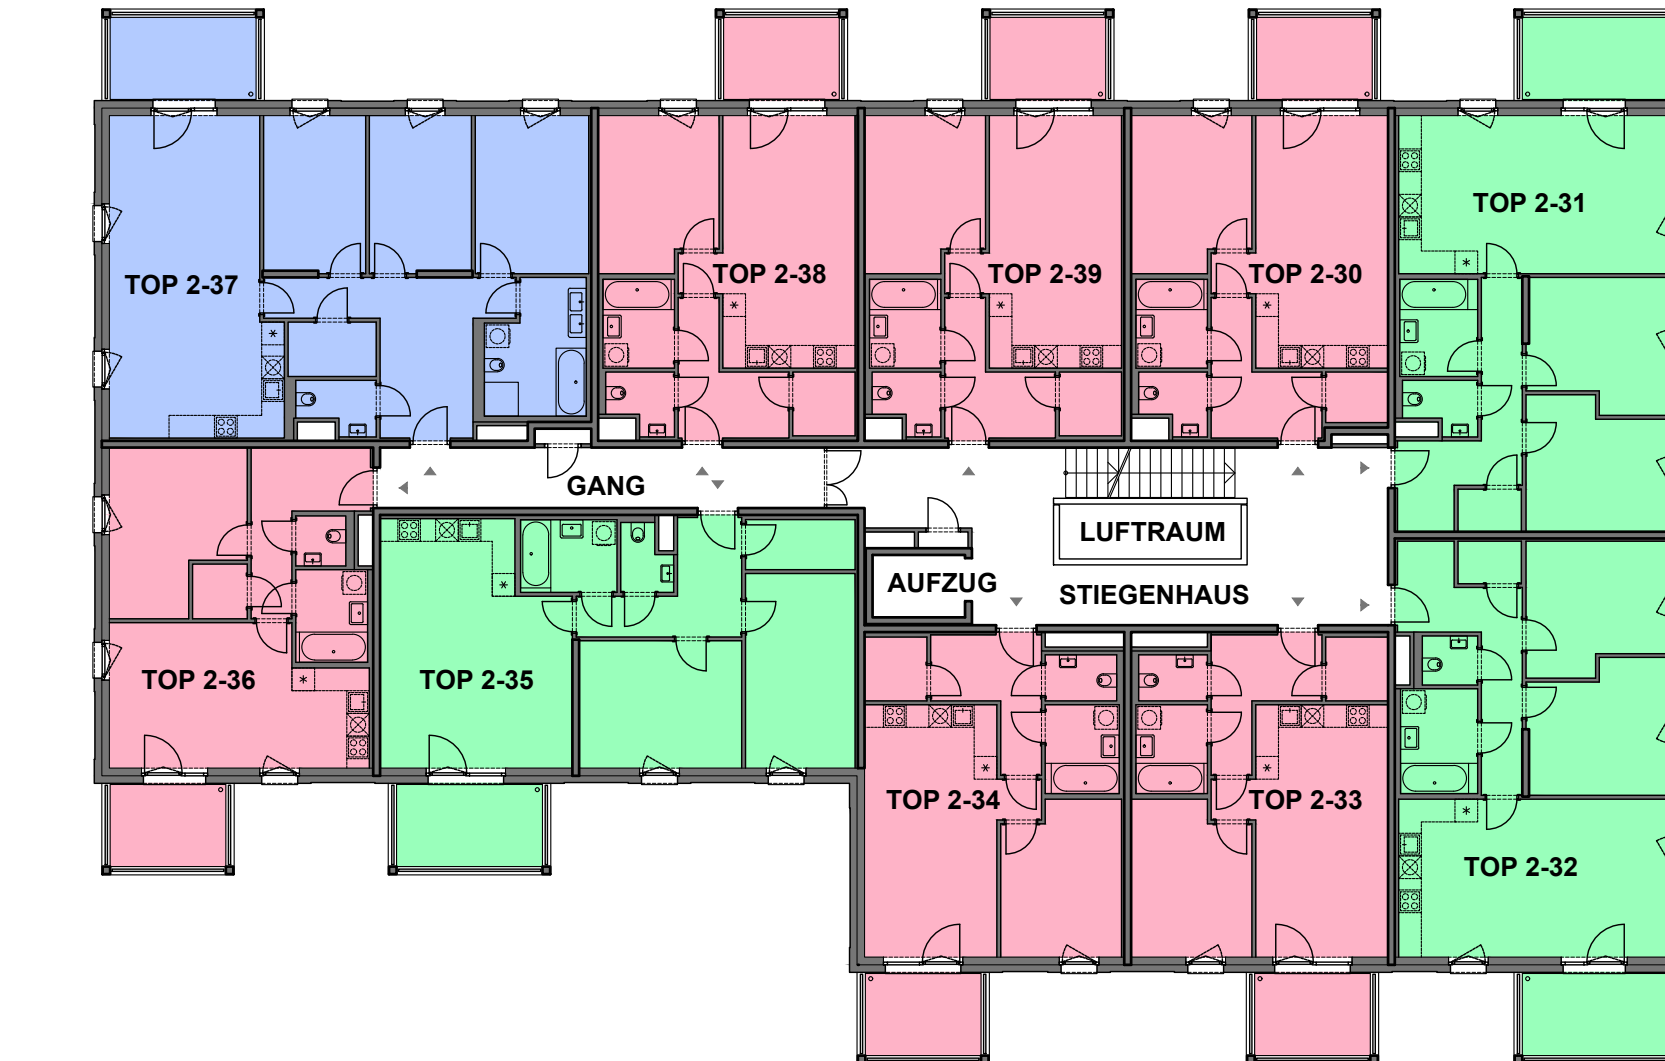 TOP 2-31
TOP 2-37
TOP 2-38
TOP 2-39
TOP 2-30
GANG
LUFTRAUM
AUFZUG
STIEGENHAUS
TOP 2-36
TOP 2-35
TOP 2-34
TOP 2-33
TOP 2-32